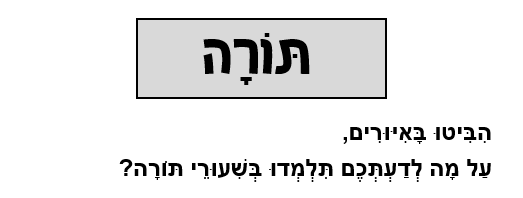 תּוֹרָה
הַבִּיטוּ בָּאִיּוּרִים,
עַל מָה לְדַעְתְּכֶם תִּלְמְדוּ בְּשִׁעוּרֵי תּוֹרָה?